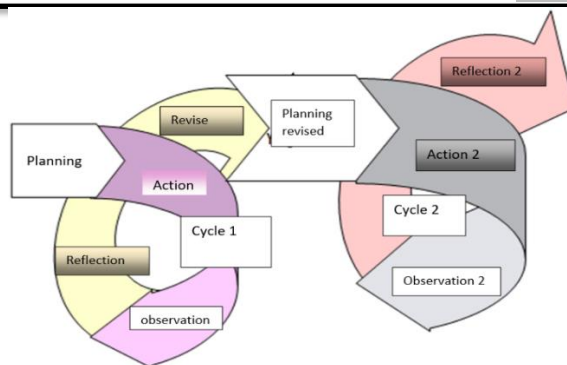 Planning
Action
observation
Reflection
Revise
Cycle 1
Planning
revised
Action 2
Observation 2
Reflection 2
Cycle 2